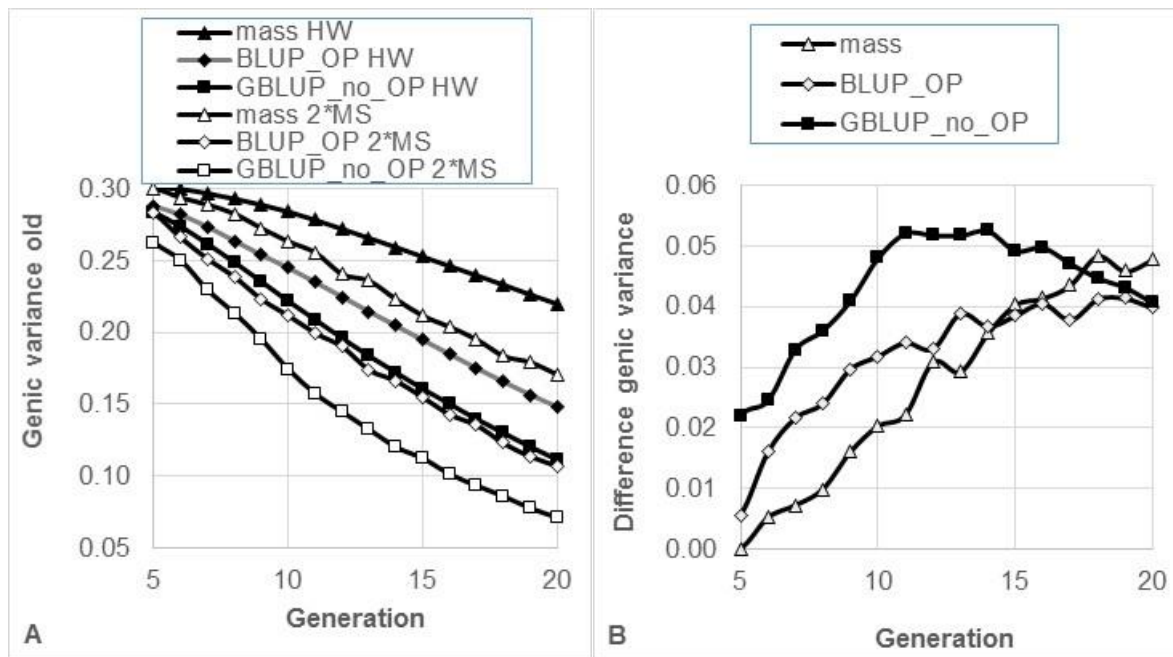 mass HW
BLUP_OP HW
GBLUP_no_OP HW
mass 2*MS
BLUP_OP 2*MS
GBLUP_no_OP 2*MS
0.30
0.25
0.20
0.15
0.10
0.05
Genic variance old
5 10 15 20
Generation
A
mass
BLUP_OP
GBLUP_no_OP
0.06
0.05
0.04
0.03
0.02
0.01
0.00
Difference genic variance
5 10 15 20
Generation
B